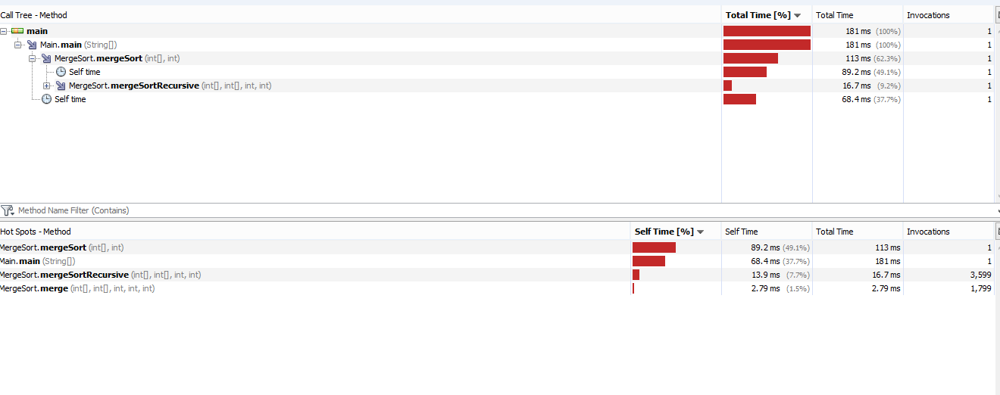 Call Tree - Method Total Time [%] Total Time Invocations
main 181 ms (100%) 1
Main.main (String[]) 181 ms (100%) 1
MergeSort.mergeSort (int[], int) 113 ms (62.3%) 1
Self time 89.2 ms (49.1%) 1
MergeSort.mergeSortRecursive (int[], int[], int, int) 16.7 ms (9.2%) 1
Self time 68.4 ms (37.7%) 1
Method Name Filter (Contains)
Hot Spots - Method Self Time [%] Self Time Total Time Invocations
MergeSort.mergeSort (int[], int) 89.2 ms (49.1%) 113 ms 1
Main.main (String[]) 68.4 ms (37.7%) 181 ms 1
MergeSort.mergeSortRecursive (int[], int[], int, int) 13.9 ms (7.7%) 16.7 ms 3,599
MergeSort.merge (int[], int[], int, int, int) 2.79 ms (1.5%) 2.79 ms 1,799